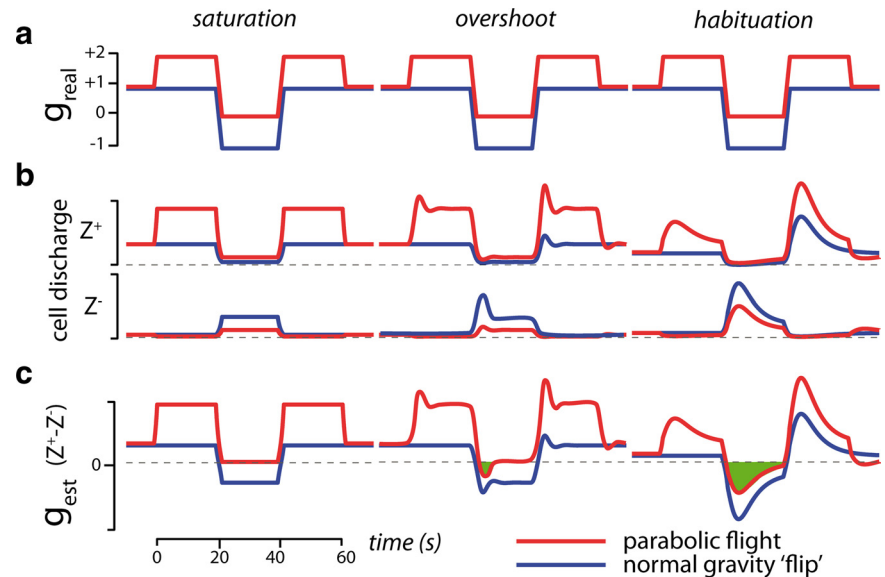 saturation overshoot habituation
a
g real
+2
+1
0
-1
b
cell discharge
Z+
Z-
c
g est (Z+-Z-)
0
0 20 40 60 time (s)
parabolic flight
normal gravity 'flip'